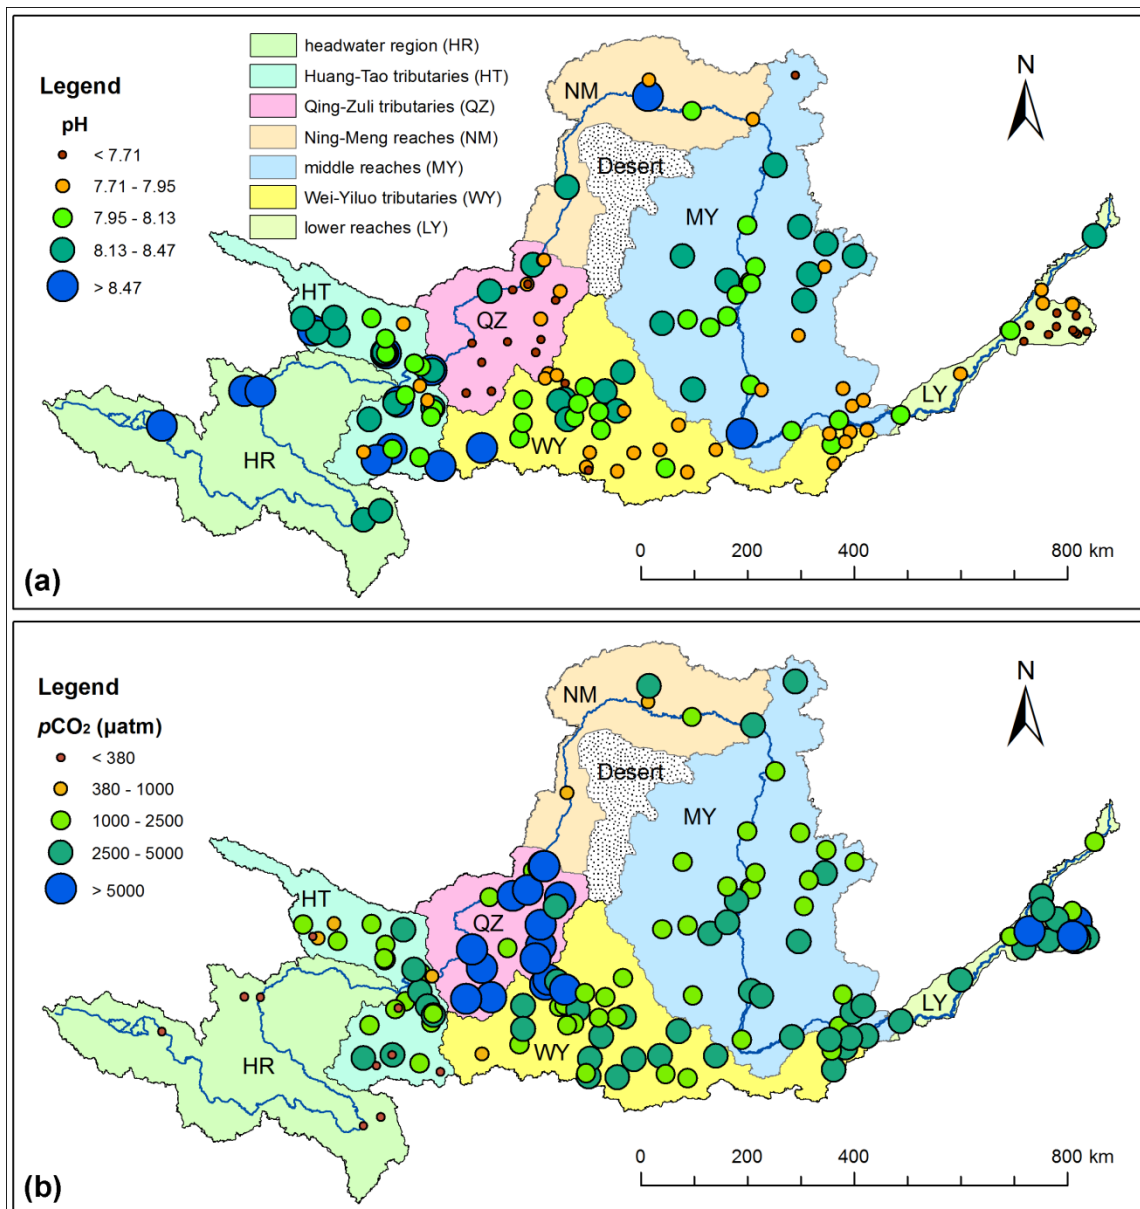 headwater region (HR)
Huang-Tao tributaries (HT)
Qing-Zuli tributaries (QZ)
Ning-Meng reaches (NM)
middle reaches (MY)
Wei-Yiluo tributaries (WY)
lower reaches (LY)
Legend
pH
< 7.71
7.71 - 7.95
7.95 - 8.13
8.13 - 8.47
> 8.47
N
NM
Desert
MY
HT
QZ
LY
WY
HR
0 200 400 800 km
(a)
Legend
pCO₂ (µatm)
< 380
380 - 1000
1000 - 2500
2500 - 5000
> 5000
N
NM
Desert
MY
HT
QZ
LY
WY
HR
0 200 400 800 km
(b)